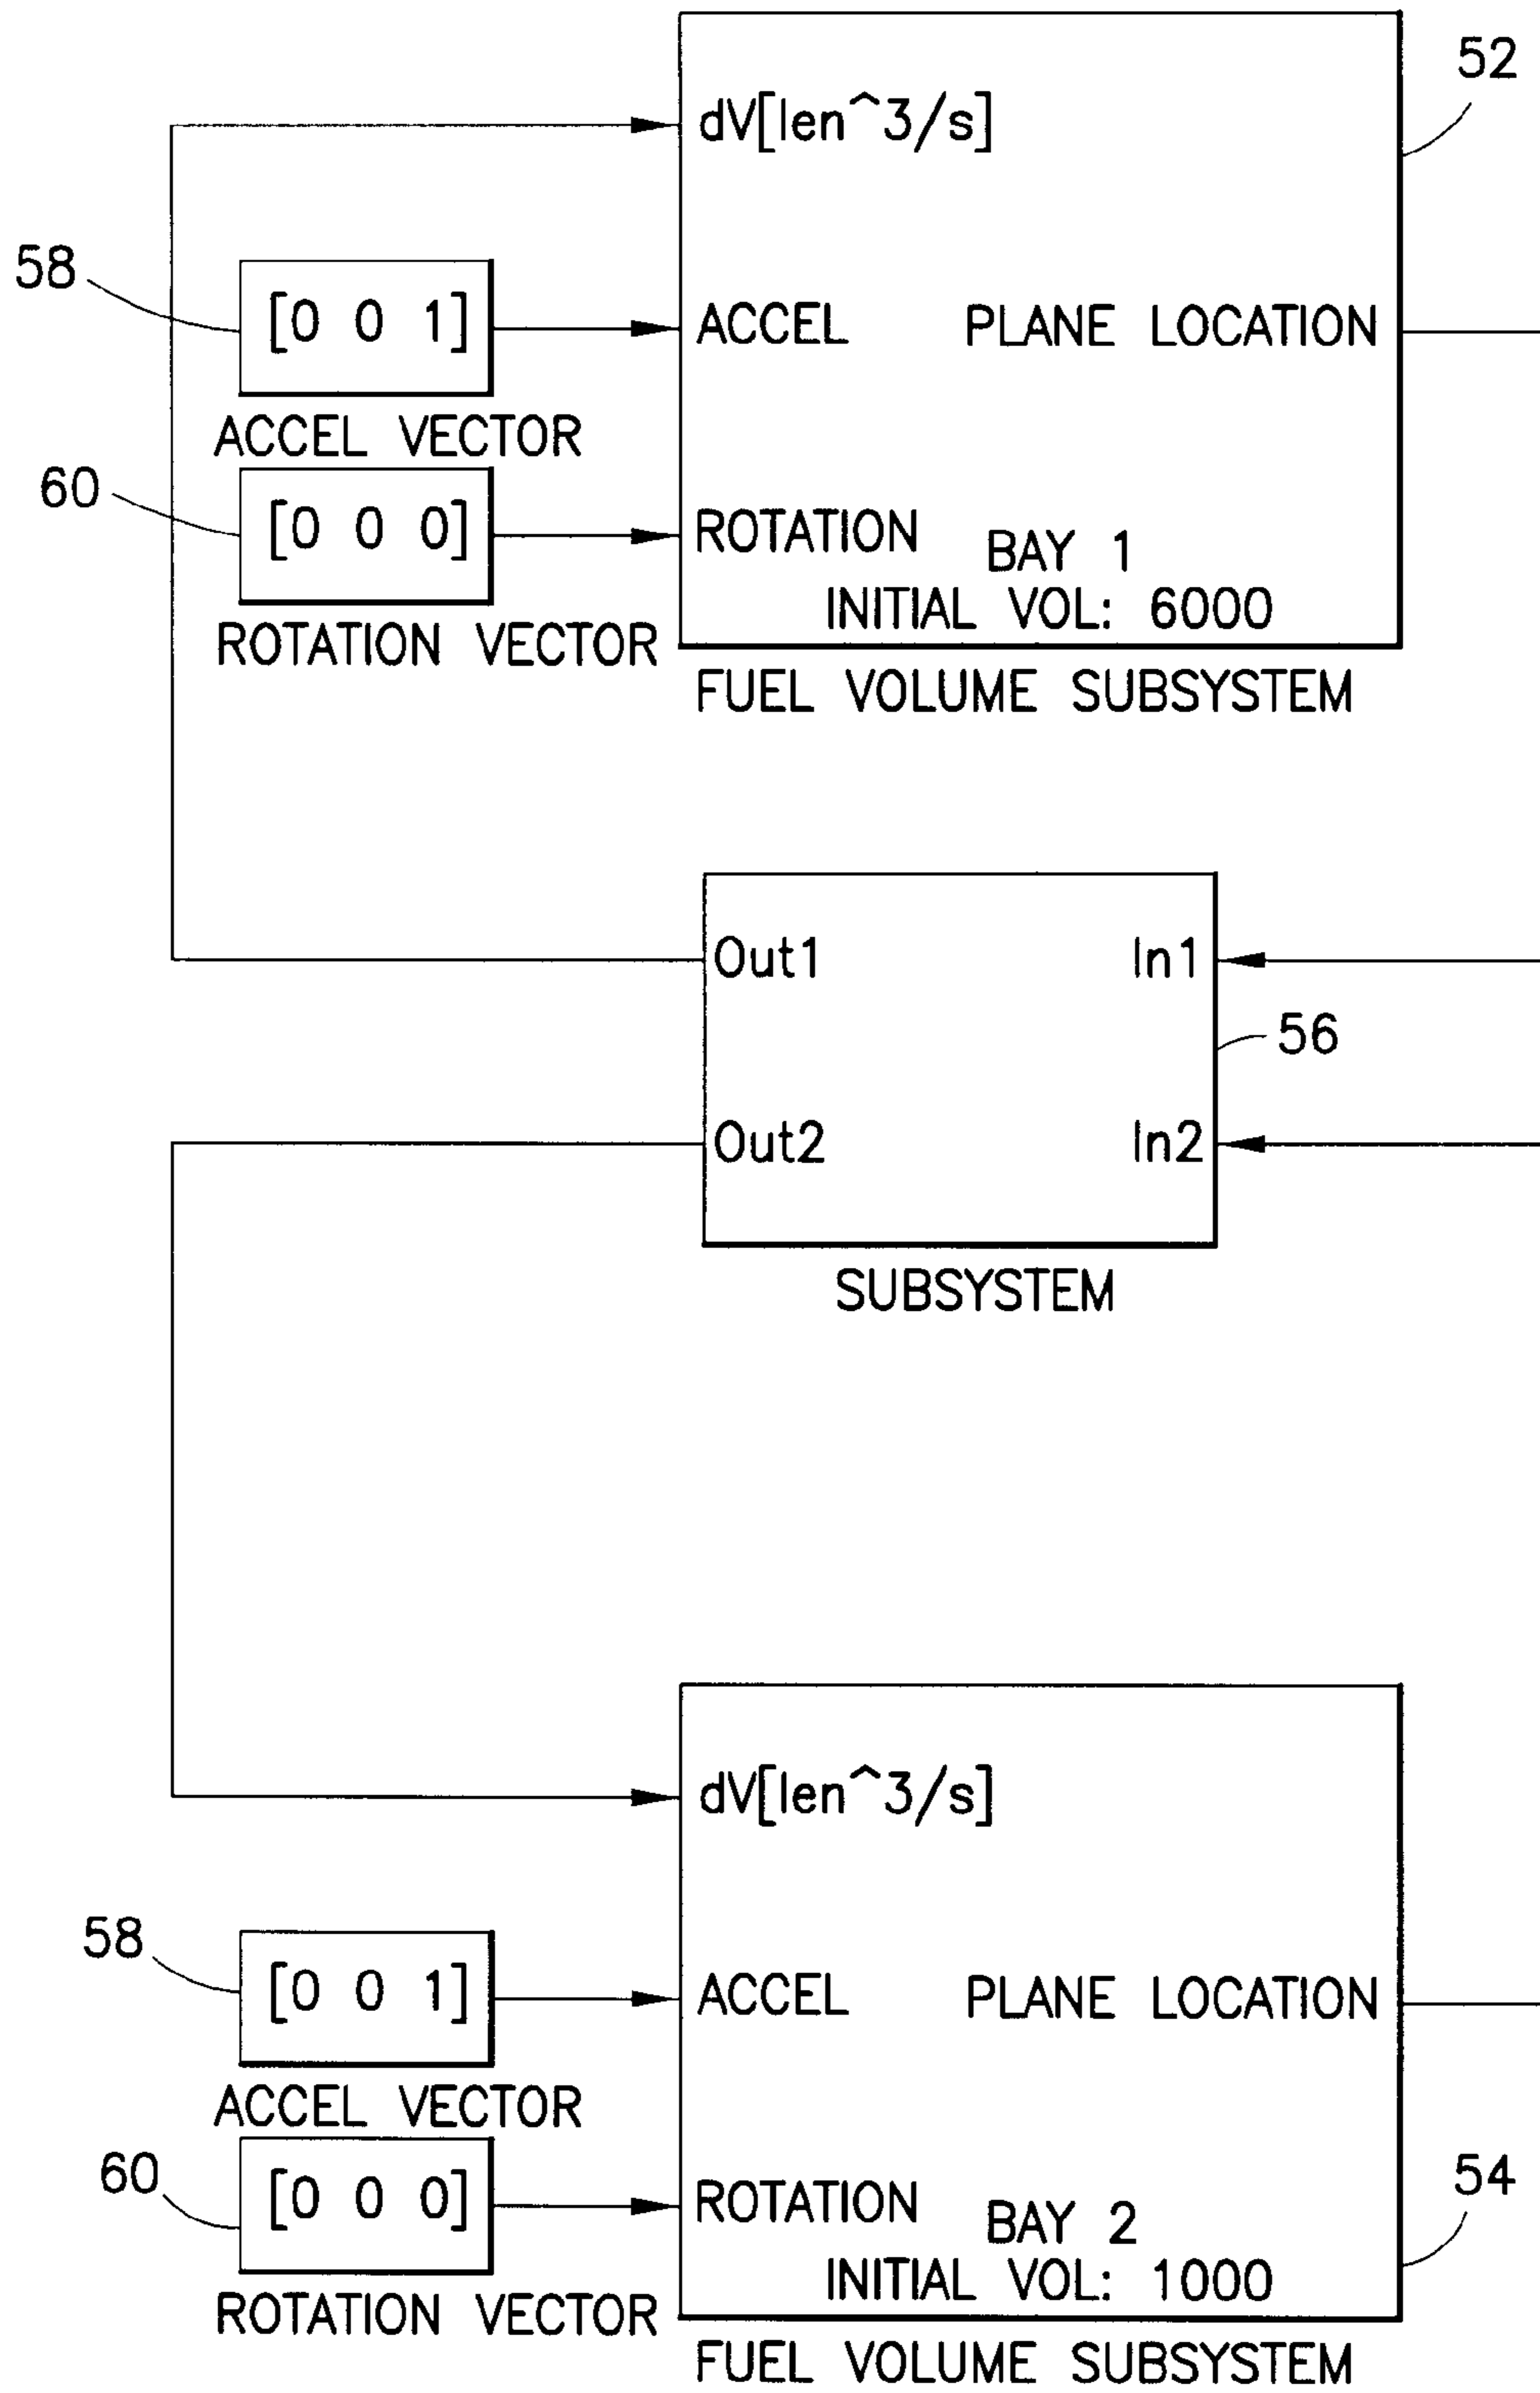 52
dV[len^3/s]
58
[0 0 1]
ACCEL
PLANE LOCATION
ACCEL VECTOR
60
[0 0 0]
ROTATION
BAY 1
INITIAL VOL: 6000
ROTATION VECTOR
FUEL VOLUME SUBSYSTEM
Out1
In1
56
Out2
In2
SUBSYSTEM
dV[len^3/s]
58
[0 0 1]
ACCEL
PLANE LOCATION
ACCEL VECTOR
60
[0 0 0]
ROTATION
BAY 2
54
INITIAL VOL: 1000
ROTATION VECTOR
FUEL VOLUME SUBSYSTEM